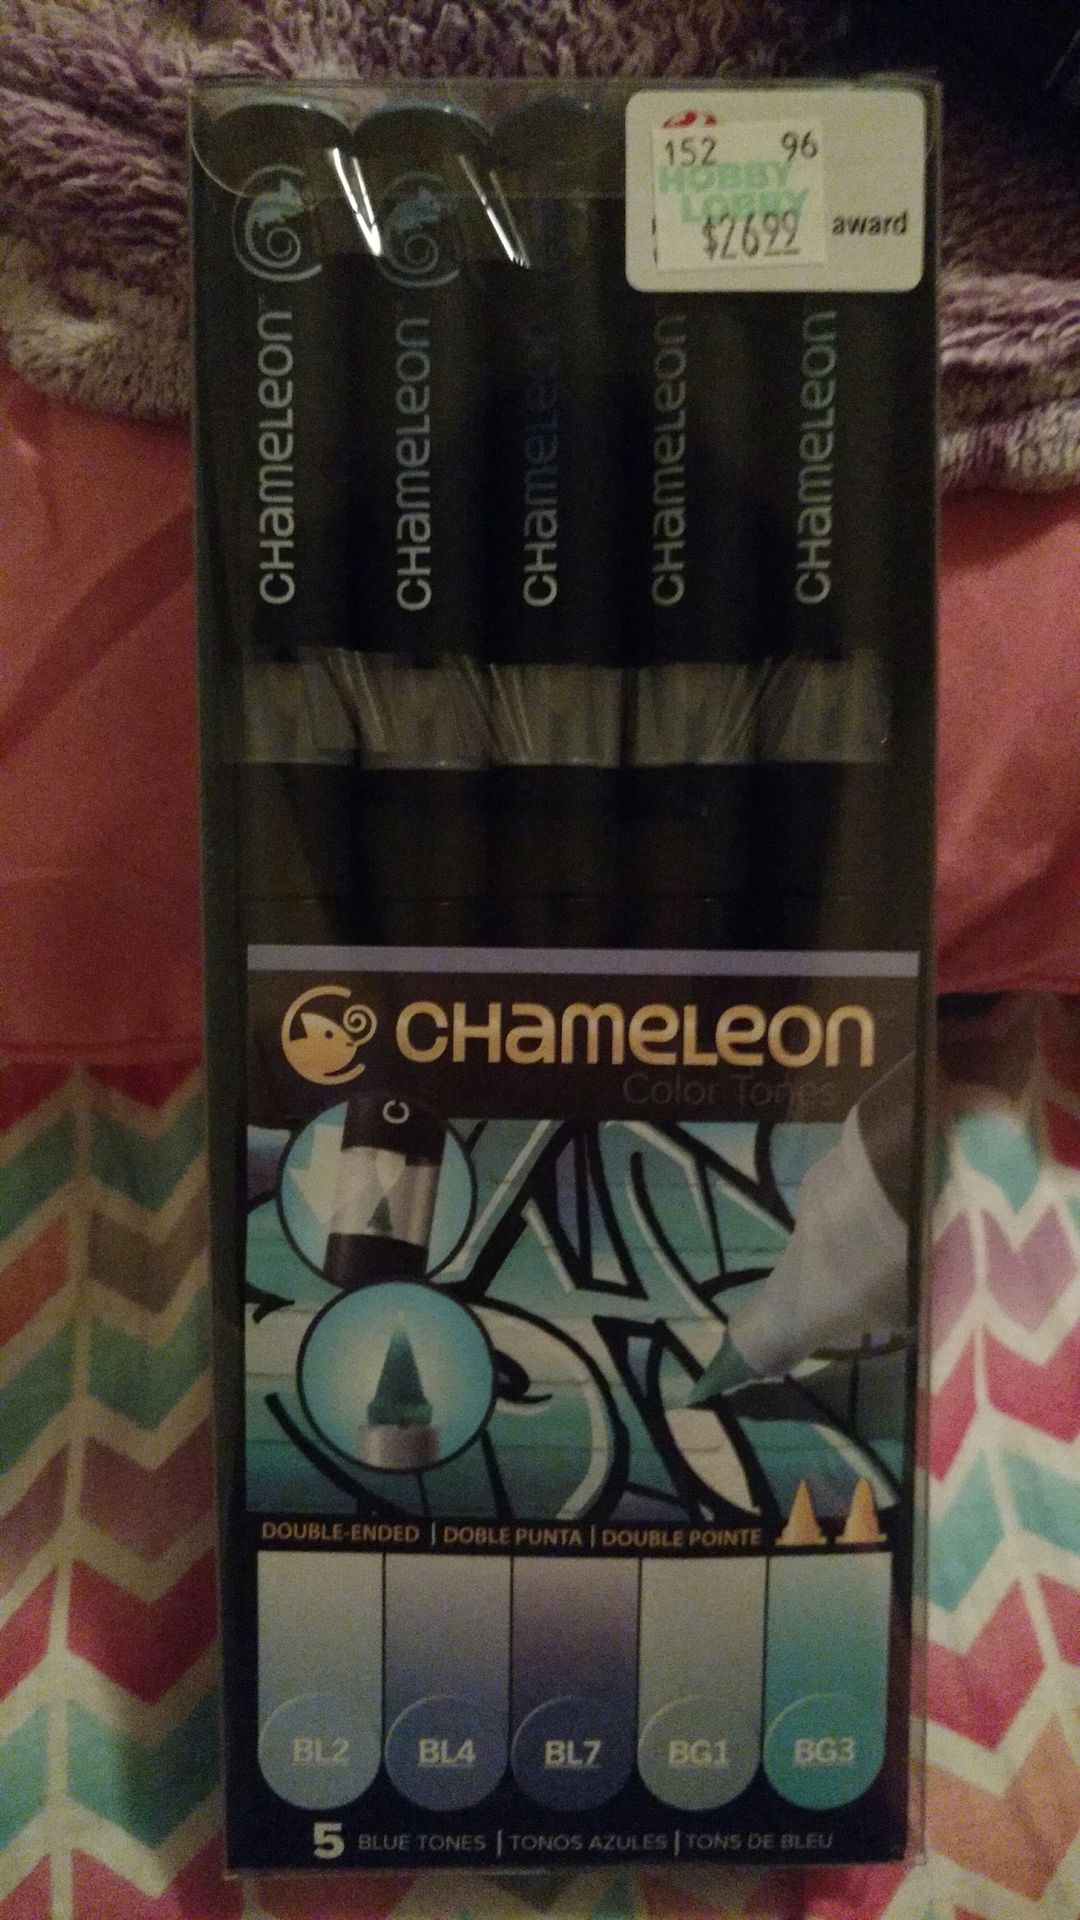 152 96
HOBBY
LOBBY
$26.99
award
CHAMELEON
CHAMELEON
CHAMELEON
CHAMELEON
CHAMELEON
CHAMELEON
Color Tones
C
DOUBLE-ENDED | DOBLE PUNTA | DOUBLE POINTE
BL2 BL4 BL7 BG1 BG3
5 BLUE TONES | TONOS AZULES | TONS DE BLEU